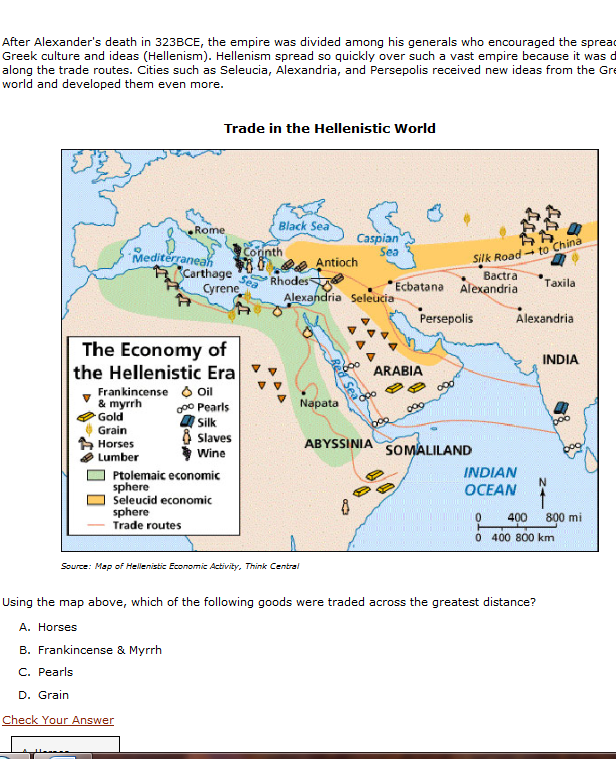 After Alexander's death in 323BCE, the empire was divided among his generals who encouraged the
Greek culture and ideas (Hellenism). Hellenism spread so quickly over such a vast empire because it was
along the trade routes. Cities such as Seleucia, Alexandria, and Persepolis received new ideas from the
world and developed them even more.
Trade in the Hellenistic World
Rome
Black Sea
Caspian
Sea
Mediterranean
Sea
Corinth
Antioch
Silk Road → to China
Carthage
Rhodes
Bactra
Cyrene
Ecbatana
Alexandria
Taxila
Alexandria
Seleucia
Persepolis
Alexandria
The Economy of
the Hellenistic Era
Frankincense
& myrrh
Gold
Grain
Horses
Lumber
Oil
Pearls
Silk
Slaves
Wine
Ptolemaic economic
sphere
Seleucid economic
sphere
Trade routes
Red Sea
ARABIA
INDIA
Napata
ABYSSINIA
SOMALILAND
INDIAN
OCEAN
N
0 400 800 mi
0 400 800 km
Source: Map of Hellenistic Economic Activity, Think Central
Using the map above, which of the following goods were traded across the greatest distance?
A. Horses
B. Frankincense & Myrrh
C. Pearls
D. Grain
Check Your Answer